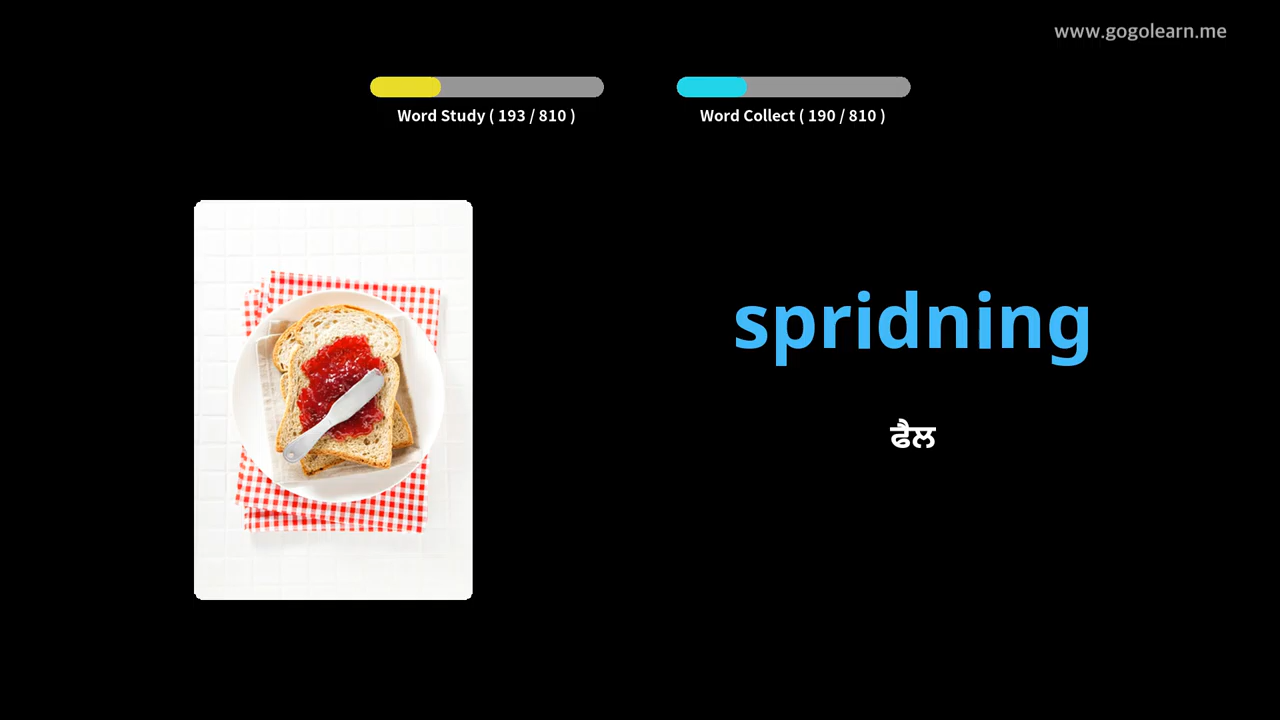 www.gogolearn.me
Word Study ( 193 / 810 )
Word Collect ( 190 / 810 )
spridning
ਫੈਲ